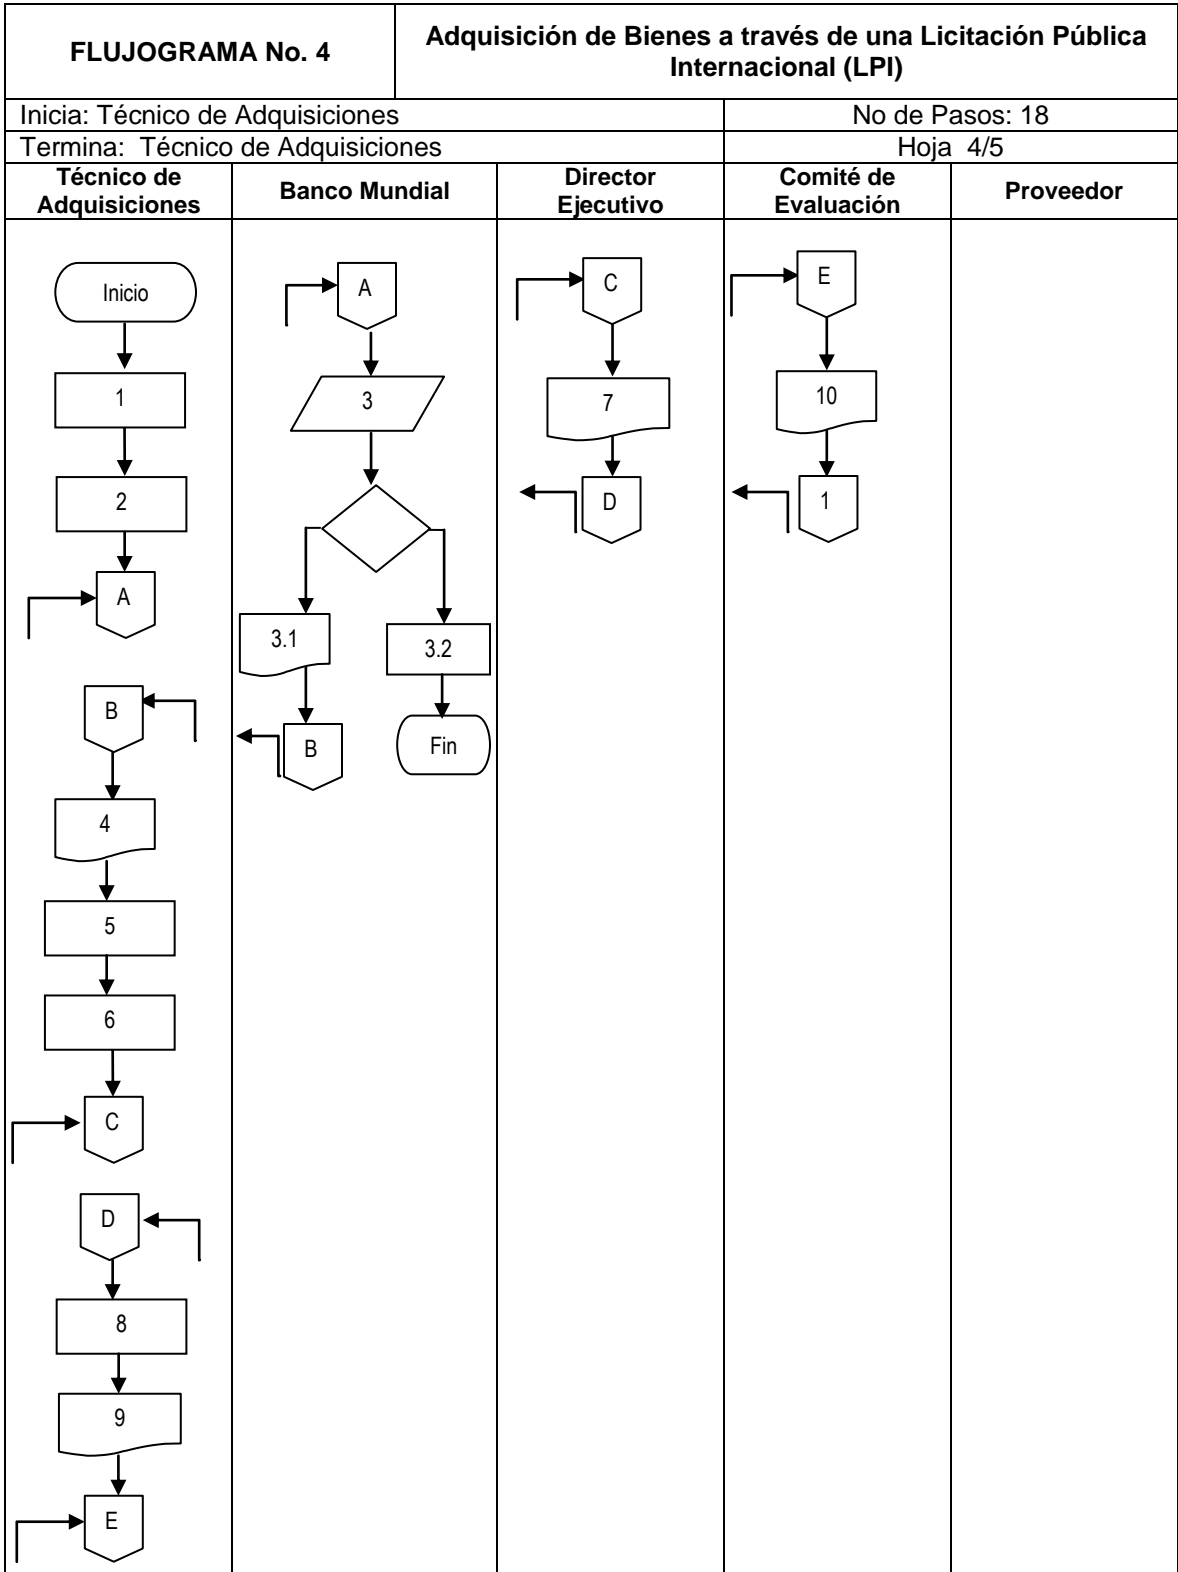 FLUJOGRAMA No. 4
Adquisición de Bienes a través de una Licitación Pública
Internacional (LPI)
Inicia: Técnico de Adquisiciones
No de Pasos: 18
Termina: Técnico de Adquisiciones
Hoja 4/5
Técnico de
Adquisiciones
Banco Mundial
Director
Ejecutivo
Comité de
Evaluación
Proveedor
Inicio
1
2
A
B
4
5
6
C
D
8
9
E
A
3
3.1
3.2
B
Fin
C
7
D
E
10
1